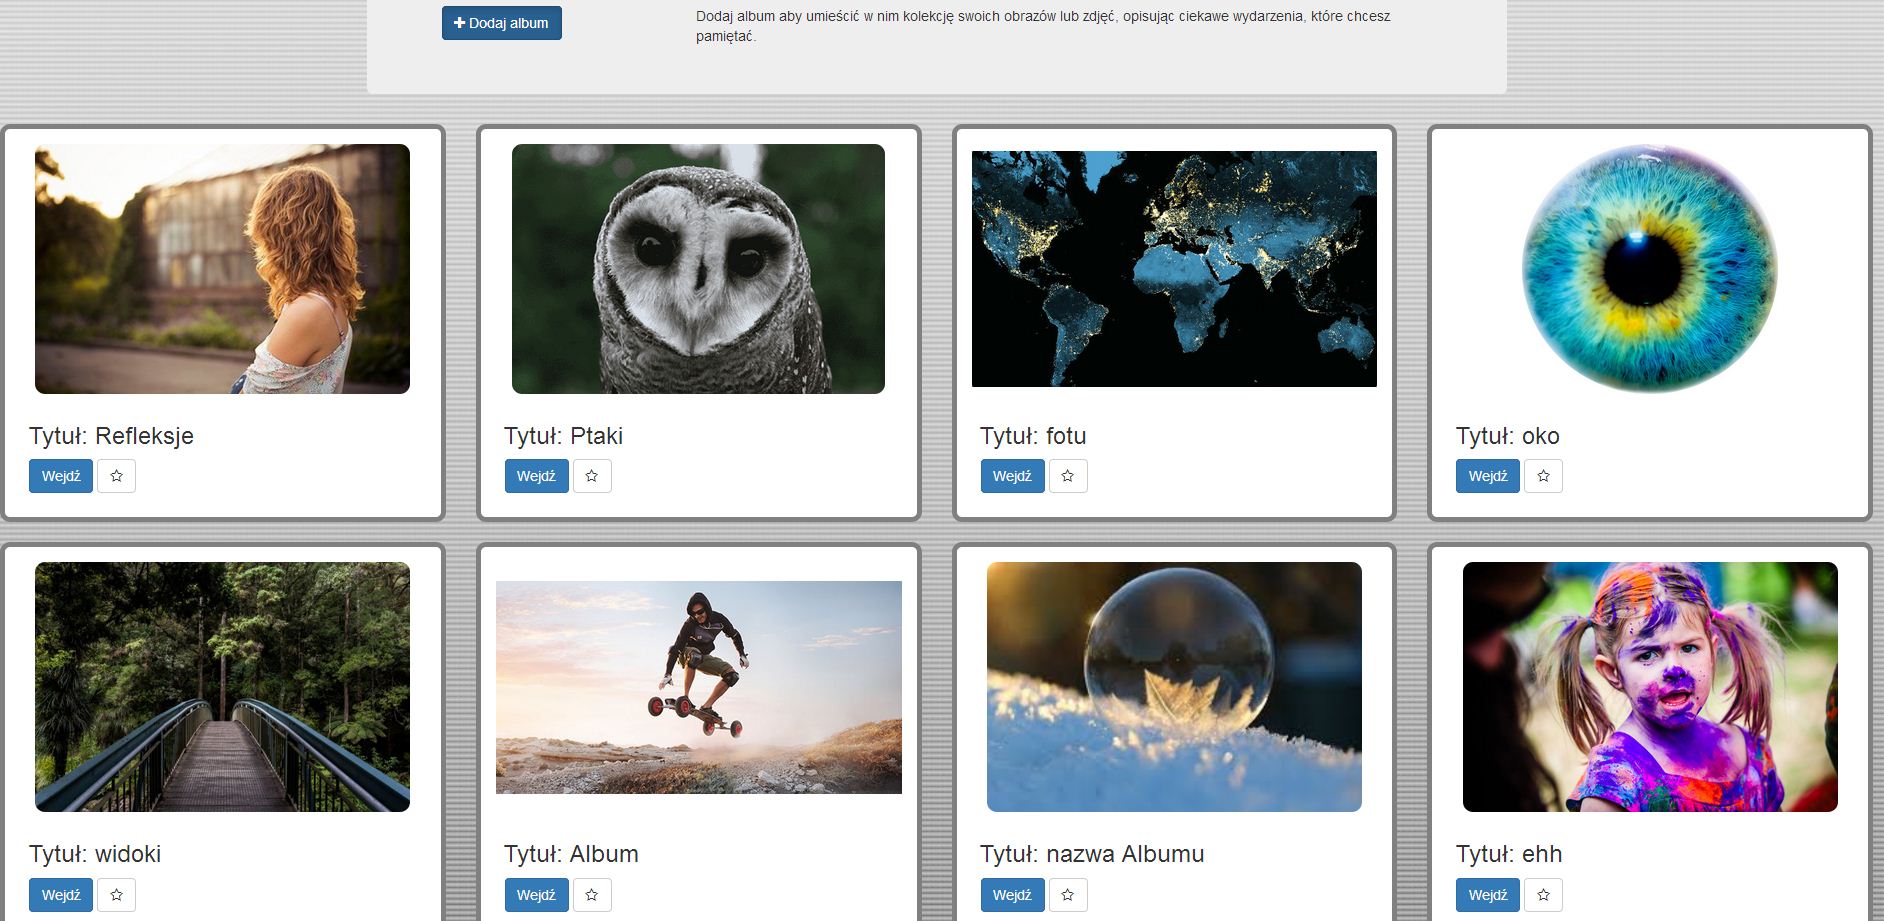 Dodaj album
Dodaj album aby umieścić w nim kolekcję swoich obrazów lub zdjęć, opisując ciekawe wydarzenia, które chcesz
pamiętać.
Tytuł: Refleksje
Wejdź
Tytuł: Ptaki
Wejdź
Tytuł: fotu
Wejdź
Tytuł: oko
Wejdź
Tytuł: widoki
Wejdź
Tytuł: Album
Wejdź
Tytuł: nazwa Albumu
Wejdź
Tytuł: ehh
Wejdź